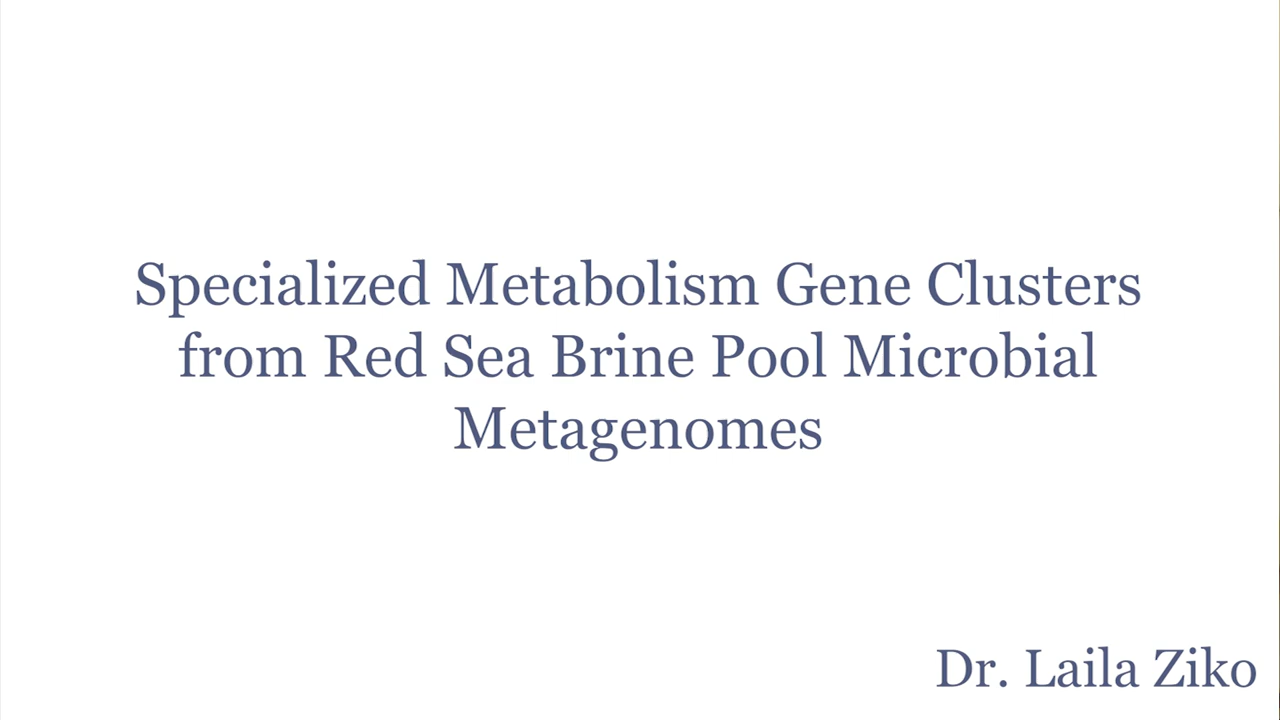 Specialized Metabolism Gene Clusters
from Red Sea Brine Pool Microbial
Metagenomes
Dr. Laila Ziko